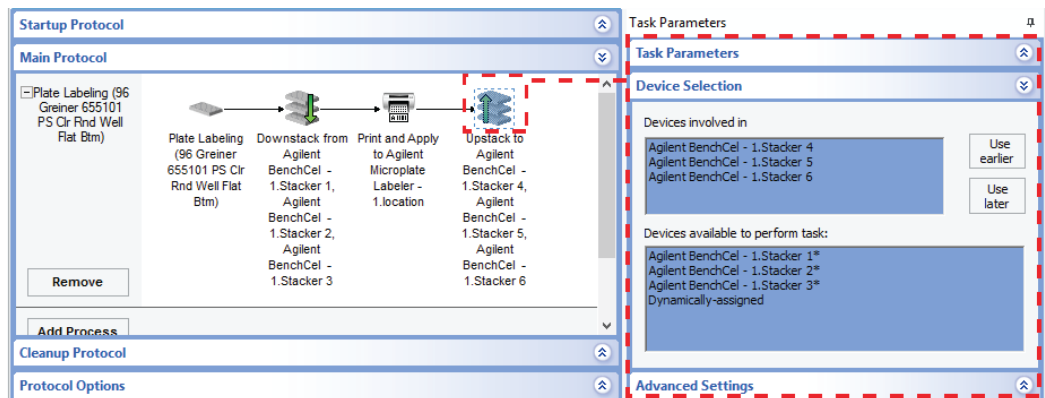 Startup Protocol
Main Protocol
Plate Labeling (96
Greiner 655101
PS Clr Rnd Well
Flat Btm)
Remove
Add Process
Plate Labeling
(96 Greiner
655101 PS Clr
Rnd Well Flat
Btm)
Downstack from
Agilent
BenchCel -
1.Stacker 1,
Agilent
BenchCel -
1.Stacker 2,
Agilent
BenchCel -
1.Stacker 3
Print and Apply
to Agilent
Microplate
Labeler -
1.location
Upstack to
Agilent
BenchCel -
1.Stacker 4,
Agilent
BenchCel -
1.Stacker 5,
Agilent
BenchCel -
1.Stacker 6
Cleanup Protocol
Protocol Options
Task Parameters
Task Parameters
Device Selection
Devices involved in
Agilent BenchCel - 1.Stacker 4
Agilent BenchCel - 1.Stacker 5
Agilent BenchCel - 1.Stacker 6
Use
earlier
Use
later
Devices available to perform task:
Agilent BenchCel - 1.Stacker 1*
Agilent BenchCel - 1.Stacker 2*
Agilent BenchCel - 1.Stacker 3*
Dynamically-assigned
Advanced Settings